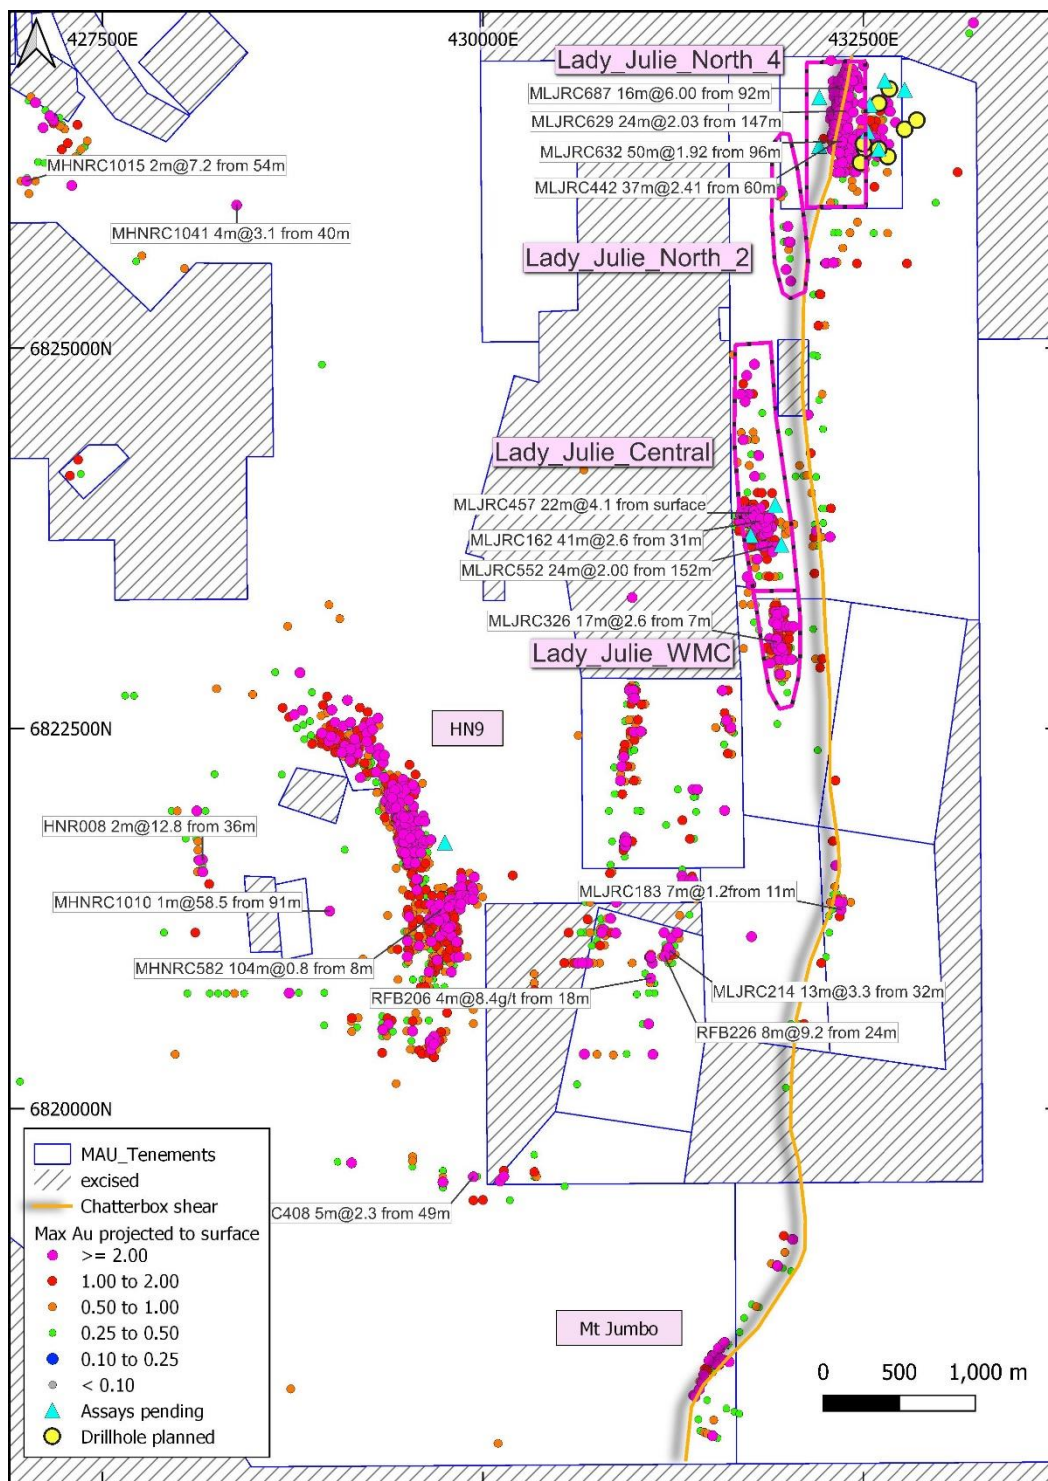 427500E
430000E
432500E
Lady_Julie_North_4
MLJRC687 16m@6.00 from 92m
MLJRC629 24m@2.03 from 147m
MLJRC632 50m@1.92 from 96m
MLJRC442 37m@2.41 from 60m
MHNRC1015 2m@7.2 from 54m
MHNRC1041 4m@3.1 from 40m
Lady_Julie_North_2
6825000N
Lady_Julie_Central
MLJRC457 22m@4.1 from surface
MLJRC162 41m@2.6 from 31m
MLJRC552 24m@2.00 from 152m
MLJRC326 17m@2.6 from 7m
Lady_Julie_WMC
6822500N
HN9
HNR008 2m@12.8 from 36m
MHNRC1010 1m@58.5 from 91m
MLJRC183 7m@1.2from 11m
MHNRC582 104m@0.8 from 8m
RFB206 4m@8.4g/t from 18m
MLJRC214 13m@3.3 from 32m
RFB226 8m@9.2 from 24m
6820000N
C408 5m@2.3 from 49m
Mt Jumbo
MAU_Tenements
excised
Chatterbox shear
Max Au projected to surface
>= 2.00
1.00 to 2.00
0.50 to 1.00
0.25 to 0.50
0.10 to 0.25
< 0.10
Assays pending
Drillhole planned
0 500 1,000 m